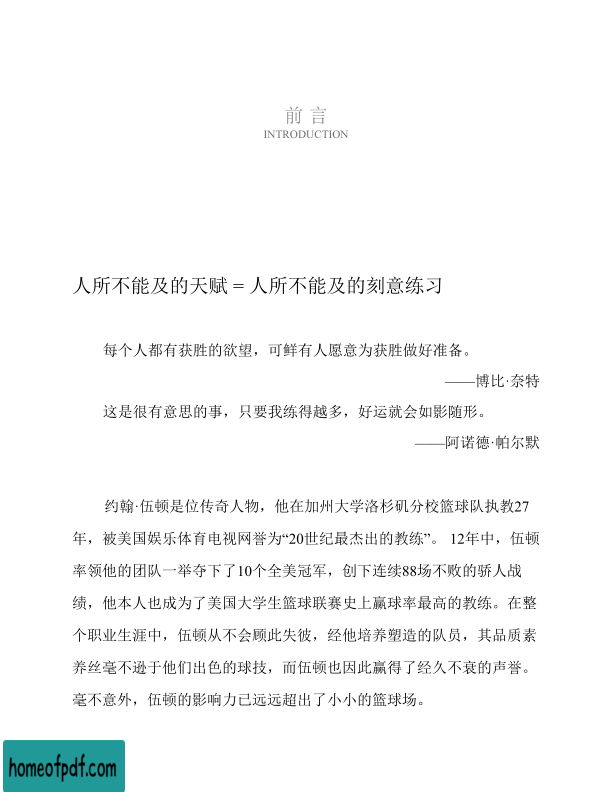 前 言
INTRODUCTION
人所不能及的天赋 = 人所不能及的刻意练习
每个人都有获胜的欲望，可鲜有人愿意为获胜做好准备。
——博比·奈特
这是很有意思的事，只要我练得越多，好运就会如影随形。
——阿诺德·帕尔默
约翰·伍顿是位传奇人物，他在加州大学洛杉矶分校篮球队执教27
年，被美国娱乐体育电视网誉为“20世纪最杰出的教练”。 12年中，伍顿
率领他的团队一举夺下了10个全美冠军，创下连续88场不败的骄人战
绩，他本人也成为了美国大学生篮球联赛史上赢球率最高的教练。在整
个职业生涯中，伍顿从不会顾此失彼，经他培养塑造的队员，其品质素
养丝毫不逊于他们出色的球技，而伍顿也因此赢得了经久不衰的声誉。
毫不意外，伍顿的影响力已远远超出了小小的篮球场。
homeofpdf.com